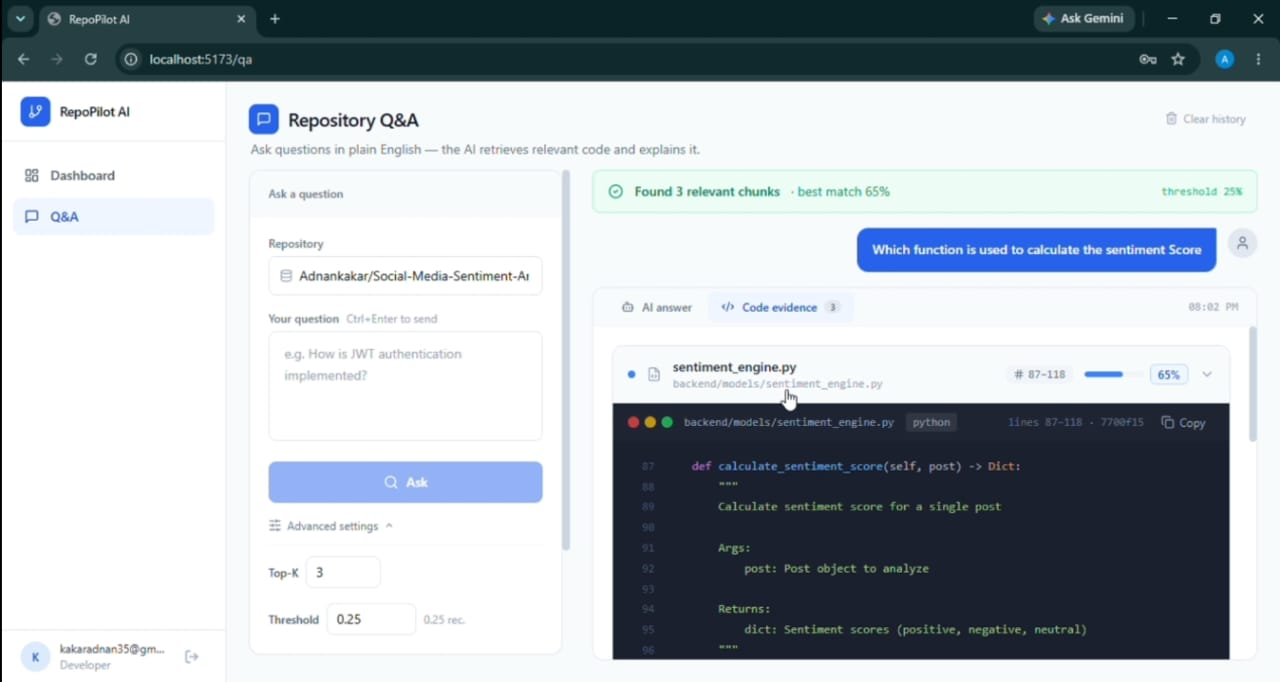 RepoPilot AI
Ask Gemini
localhost:5173/qa
A
RepoPilot AI
Dashboard
Q&A
Repository Q&A
Clear history
Ask questions in plain English — the AI retrieves relevant code and explains it.
Ask a question
Repository
Adnankakar/Social-Media-Sentiment-Ar
Your question Ctrl+Enter to send
e.g. How is JWT authentication
implemented?
Ask
Advanced settings
Top-K 3
Threshold 0.25 0.25 rec.
Found 3 relevant chunks · best match 65%
threshold 25%
Which function is used to calculate the sentiment Score
AI answer
Code evidence 3
08:02 PM
sentiment_engine.py
backend/models/sentiment_engine.py
# 87–118
65%
backend/models/sentiment_engine.py python lines 87–118 · 7700f15 Copy
87 def calculate_sentiment_score(self, post) -> Dict:
88 """
89 Calculate sentiment score for a single post
90
91 Args:
92 post: Post object to analyze
93
94 Returns:
95 dict: Sentiment scores (positive, negative, neutral)
96 """
K
kakaradnan35@gm...
Developer